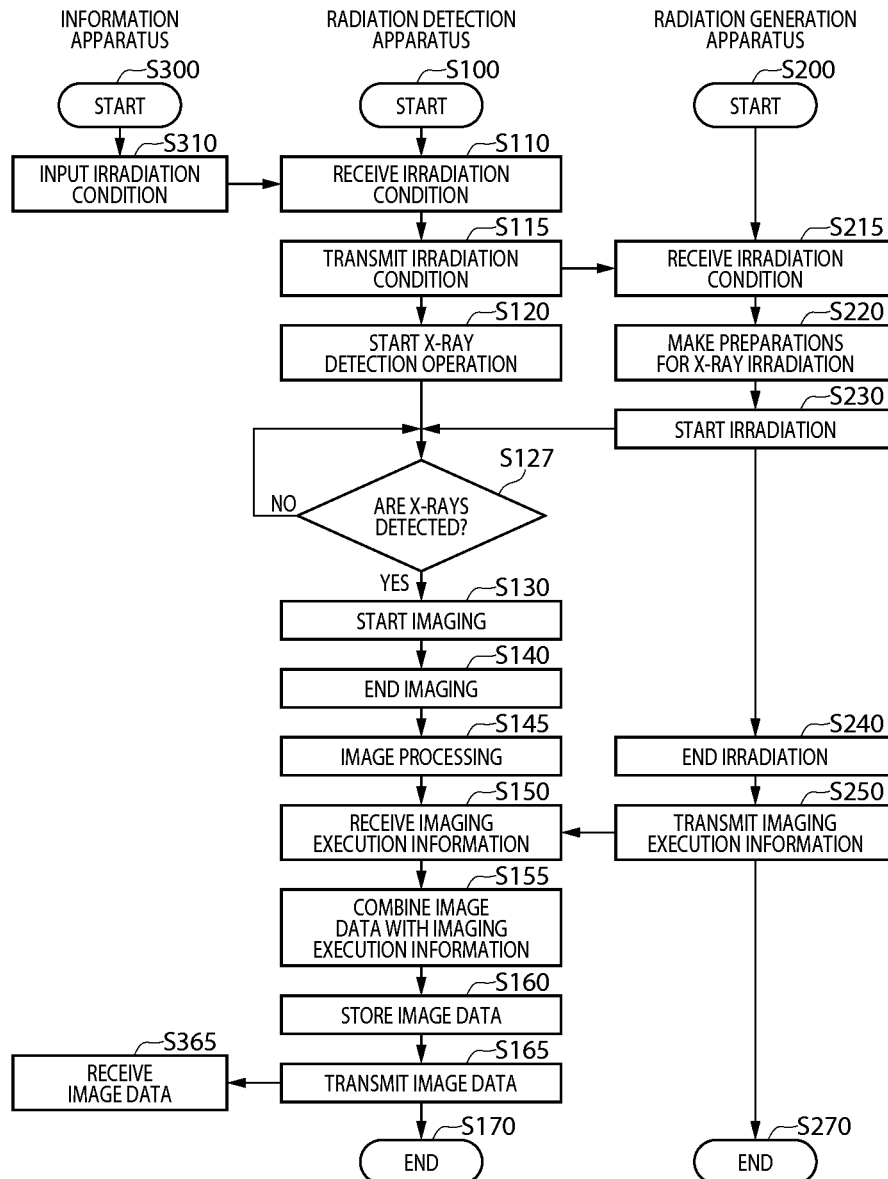 INFORMATION
APPARATUS
RADIATION DETECTION
APPARATUS
RADIATION GENERATION
APPARATUS
S300
START
S100
START
S200
START
S310
INPUT IRRADIATION
CONDITION
S110
RECEIVE IRRADIATION
CONDITION
S115
TRANSMIT IRRADIATION
CONDITION
S215
RECEIVE IRRADIATION
CONDITION
S120
START X-RAY
DETECTION OPERATION
S220
MAKE PREPARATIONS
FOR X-RAY IRRADIATION
S230
START IRRADIATION
S127
ARE X-RAYS
DETECTED?
NO
YES
S130
START IMAGING
S140
END IMAGING
S145
IMAGE PROCESSING
S240
END IRRADIATION
S150
RECEIVE IMAGING
EXECUTION INFORMATION
S250
TRANSMIT IMAGING
EXECUTION INFORMATION
S155
COMBINE IMAGE
DATA WITH IMAGING
EXECUTION INFORMATION
S160
STORE IMAGE DATA
S365
RECEIVE
IMAGE DATA
S165
TRANSMIT IMAGE DATA
S170
END
S270
END